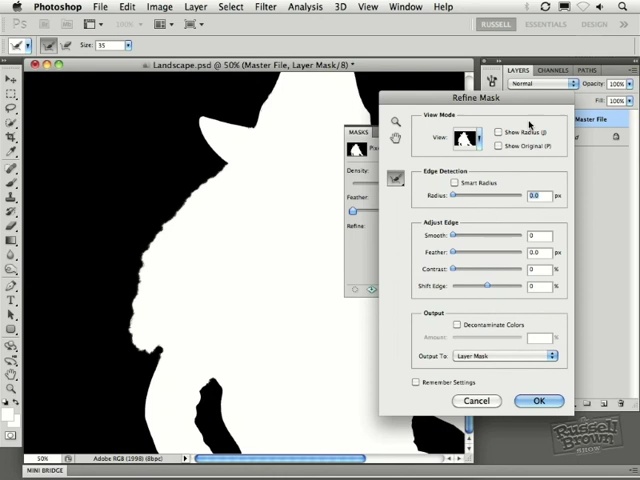 Photoshop File Edit Image Layer Select Filter Analysis 3D View Window Help
Ps RUSSELL ESSENTIALS DESIGN
Size: 35
Landscape.psd @ 50% (Master File, Layer Mask/8) *
LAYERS CHANNELS PATHS
Normal Opacity: 100%
Fill: 100%
Master File
MASKS
Density:
Feather:
Refine:
Refine Mask
View Mode
View:
Show Radius (J)
Show Original (P)
Edge Detection
Smart Radius
Radius: 0.0 px
Adjust Edge
Smooth: 0
Feather: 0.0 px
Contrast: 0 %
Shift Edge: 0 %
Output
Decontaminate Colors
Amount: %
Output To: Layer Mask
Remember Settings
Cancel OK
50% Adobe RGB (1998) (8bpc)
MINI BRIDGE
The Russell Brown SHOW